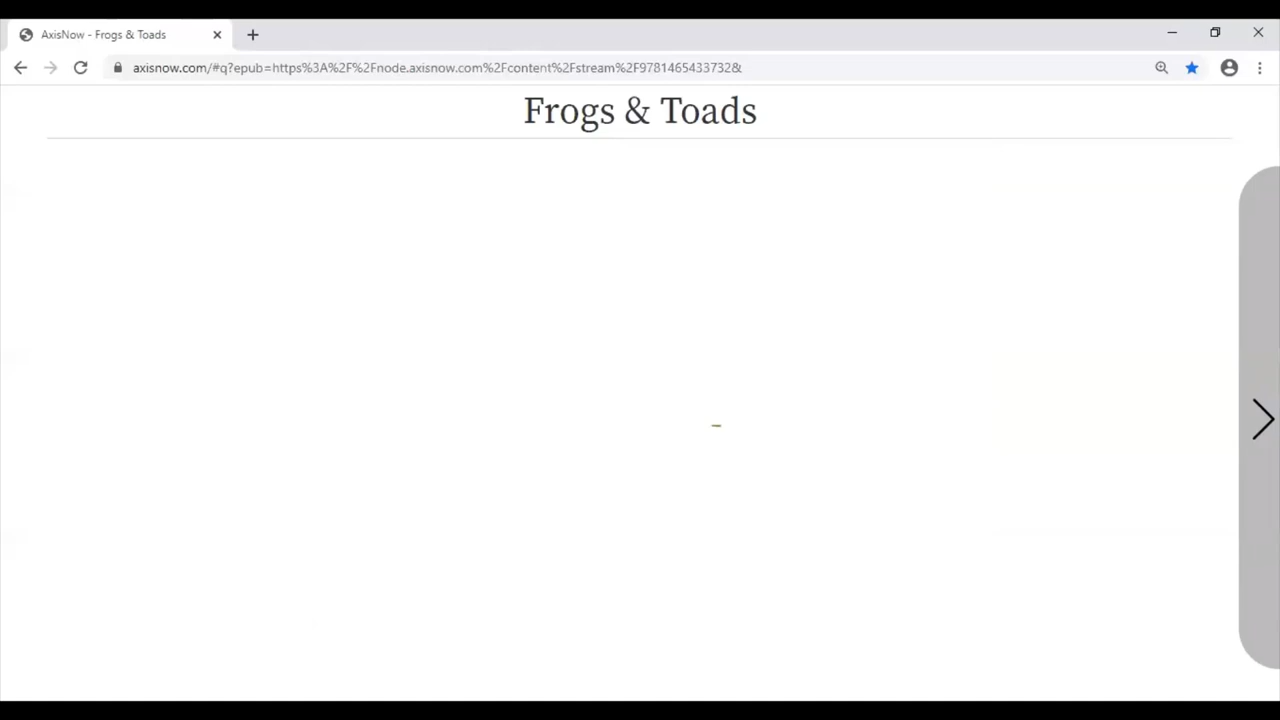 AxisNow - Frogs & Toads
axisnow.com/#q?epub=https%3A%2F%2Fnode.axisnow.com%2Fcontent%2Fstream%2F9781465433732&
Frogs & Toads